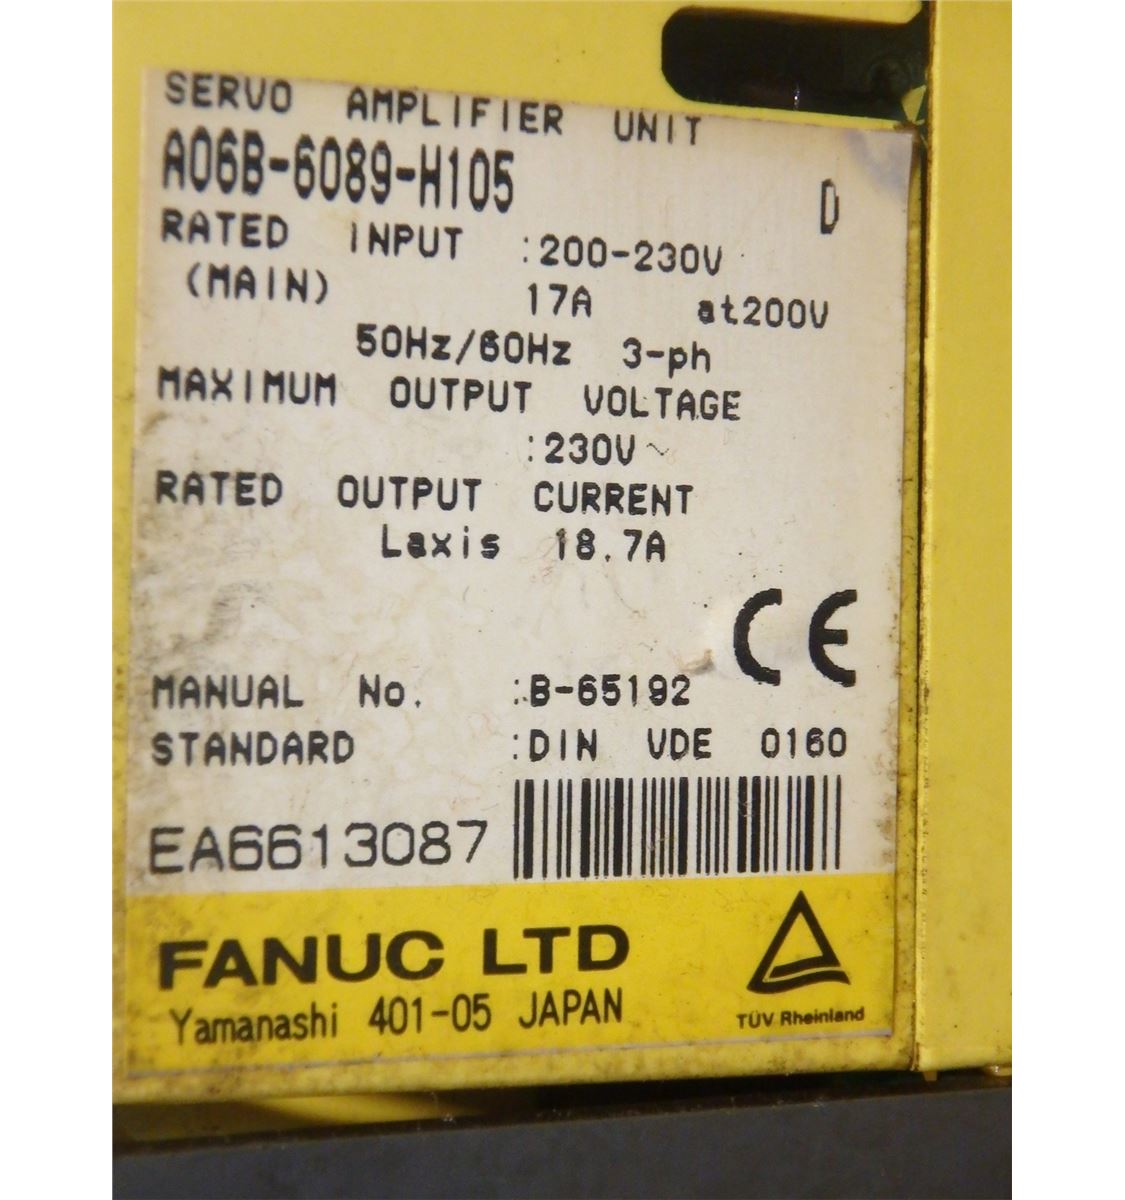 SERVO AMPLIFIER UNIT
A06B-6089-H105 D
RATED INPUT :200-230V
(MAIN) 17A at200V
50Hz/60Hz 3-ph
MAXIMUM OUTPUT VOLTAGE
:230V~
RATED OUTPUT CURRENT
Laxis 18.7A
CE
MANUAL No. :B-65192
STANDARD :DIN VDE 0160
EA6613087
FANUC LTD
Yamanashi 401-05 JAPAN
TÜV Rheinland